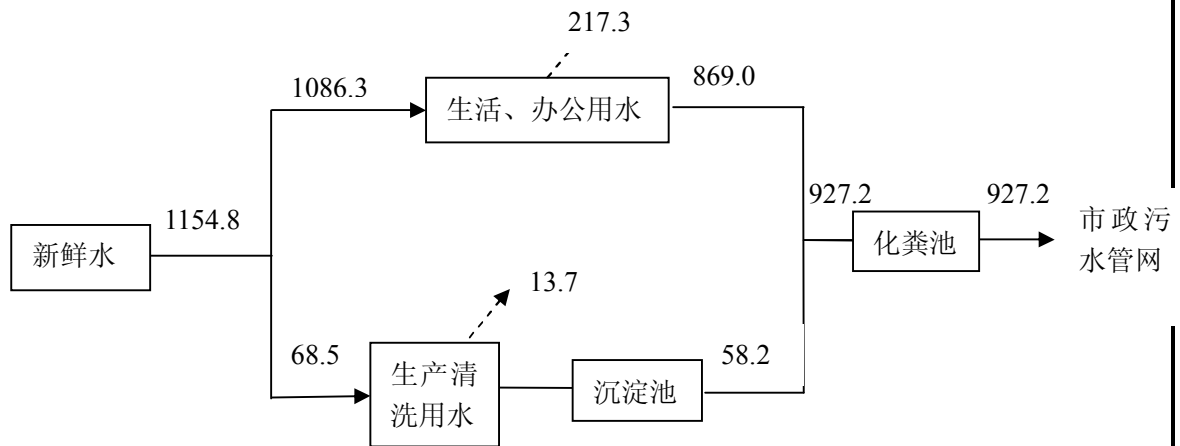 217.3
1086.3
869.0
生活、办公用水
1154.8
新鲜水
927.2
927.2
化粪池
市政污
水管网
13.7
68.5
生产清
洗用水
沉淀池
58.2